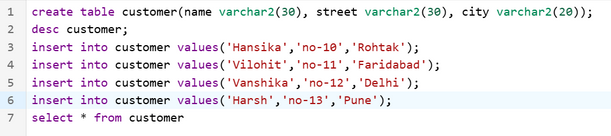 1 create table customer(name varchar2(30), street varchar2(30), city varchar2(20));
2 desc customer;
3 insert into customer values('Hansika','no-10','Rohtak');
4 insert into customer values('Vilohit','no-11','Faridabad');
5 insert into customer values('Vanshika','no-12','Delhi');
6 insert into customer values('Harsh','no-13','Pune');
7 select * from customer